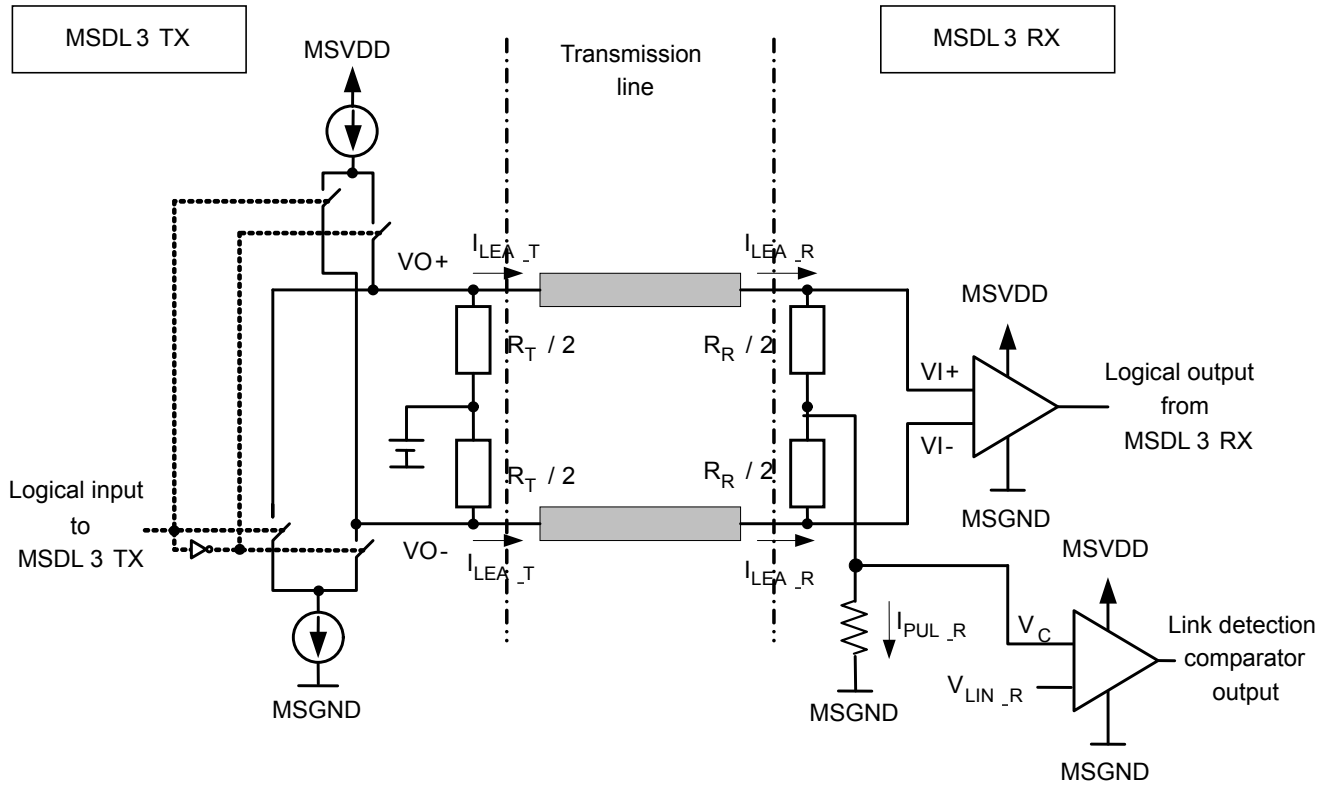 MSDL 3 TX
MSVDD
Transmission
line
MSDL 3 RX
VO+
I_LEA_T
I_LEA_R
MSVDD
R_T / 2
R_R / 2
VI+
Logical output
from
MSDL 3 RX
VI-
MSGND
R_T / 2
R_R / 2
Logical input
to
MSDL 3 TX
VO-
I_LEA_T
I_LEA_R
MSVDD
I_PUL_R
V_C
Link detection
comparator
output
V_LIN_R
MSGND
MSGND
MSGND